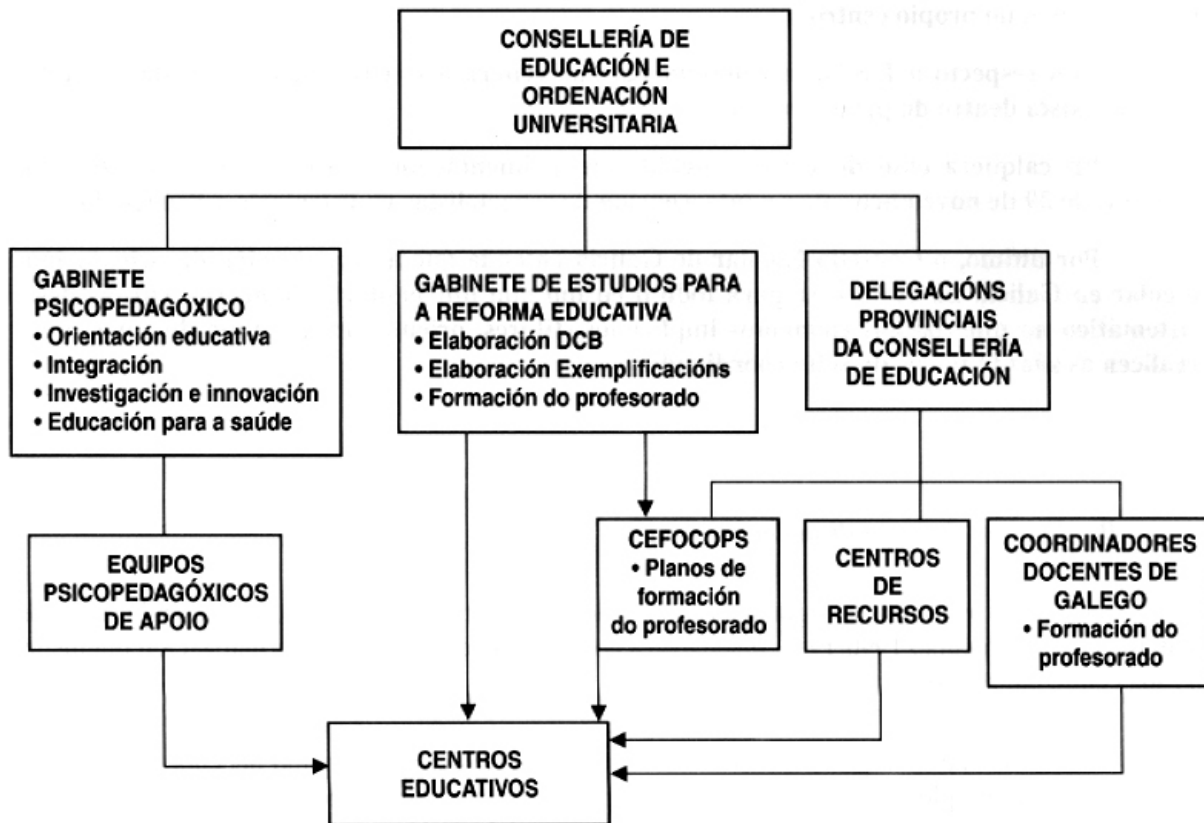 CONSELLERÍA DE
EDUCACIÓN E
ORDENACIÓN
UNIVERSITARIA
GABINETE
PSICOPEDAGÓXICO
• Orientación educativa
• Integración
• Investigación e innovación
• Educación para a saúde
GABINETE DE ESTUDIOS PARA
A REFORMA EDUCATIVA
• Elaboración DCB
• Elaboración Exemplificacións
• Formación do profesorado
DELEGACIÓNS
PROVINCIAIS
DA CONSELLERÍA
DE EDUCACIÓN
EQUIPOS
PSICOPEDAGÓXICOS
DE APOIO
CEFOCOPS
• Planos de
formación
do profesorado
CENTROS
DE
RECURSOS
COORDINADORES
DOCENTES DE
GALEGO
• Formación do
profesorado
CENTROS
EDUCATIVOS